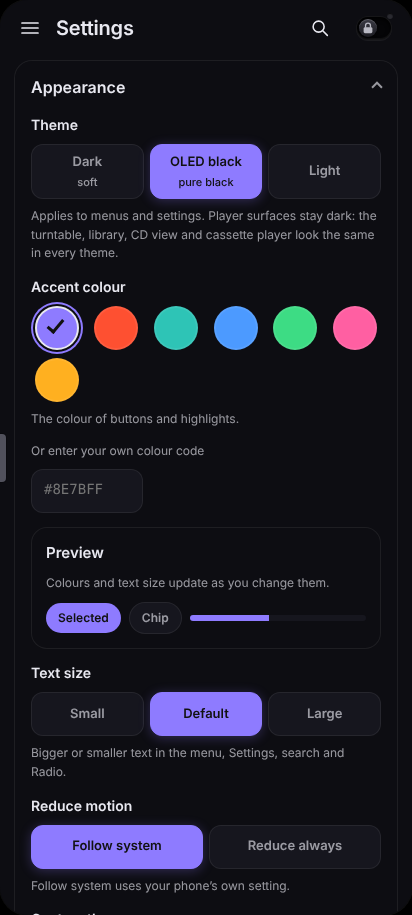 Settings
Appearance
Theme
Dark
soft
OLED black
pure black
Light
Applies to menus and settings. Player surfaces stay dark: the
turntable, library, CD view and cassette player look the same
in every theme.
Accent colour
The colour of buttons and highlights.
Or enter your own colour code
#8E7BFF
Preview
Colours and text size update as you change them.
Selected
Chip
Text size
Small
Default
Large
Bigger or smaller text in the menu, Settings, search and
Radio.
Reduce motion
Follow system
Reduce always
Follow system uses your phone’s own setting.